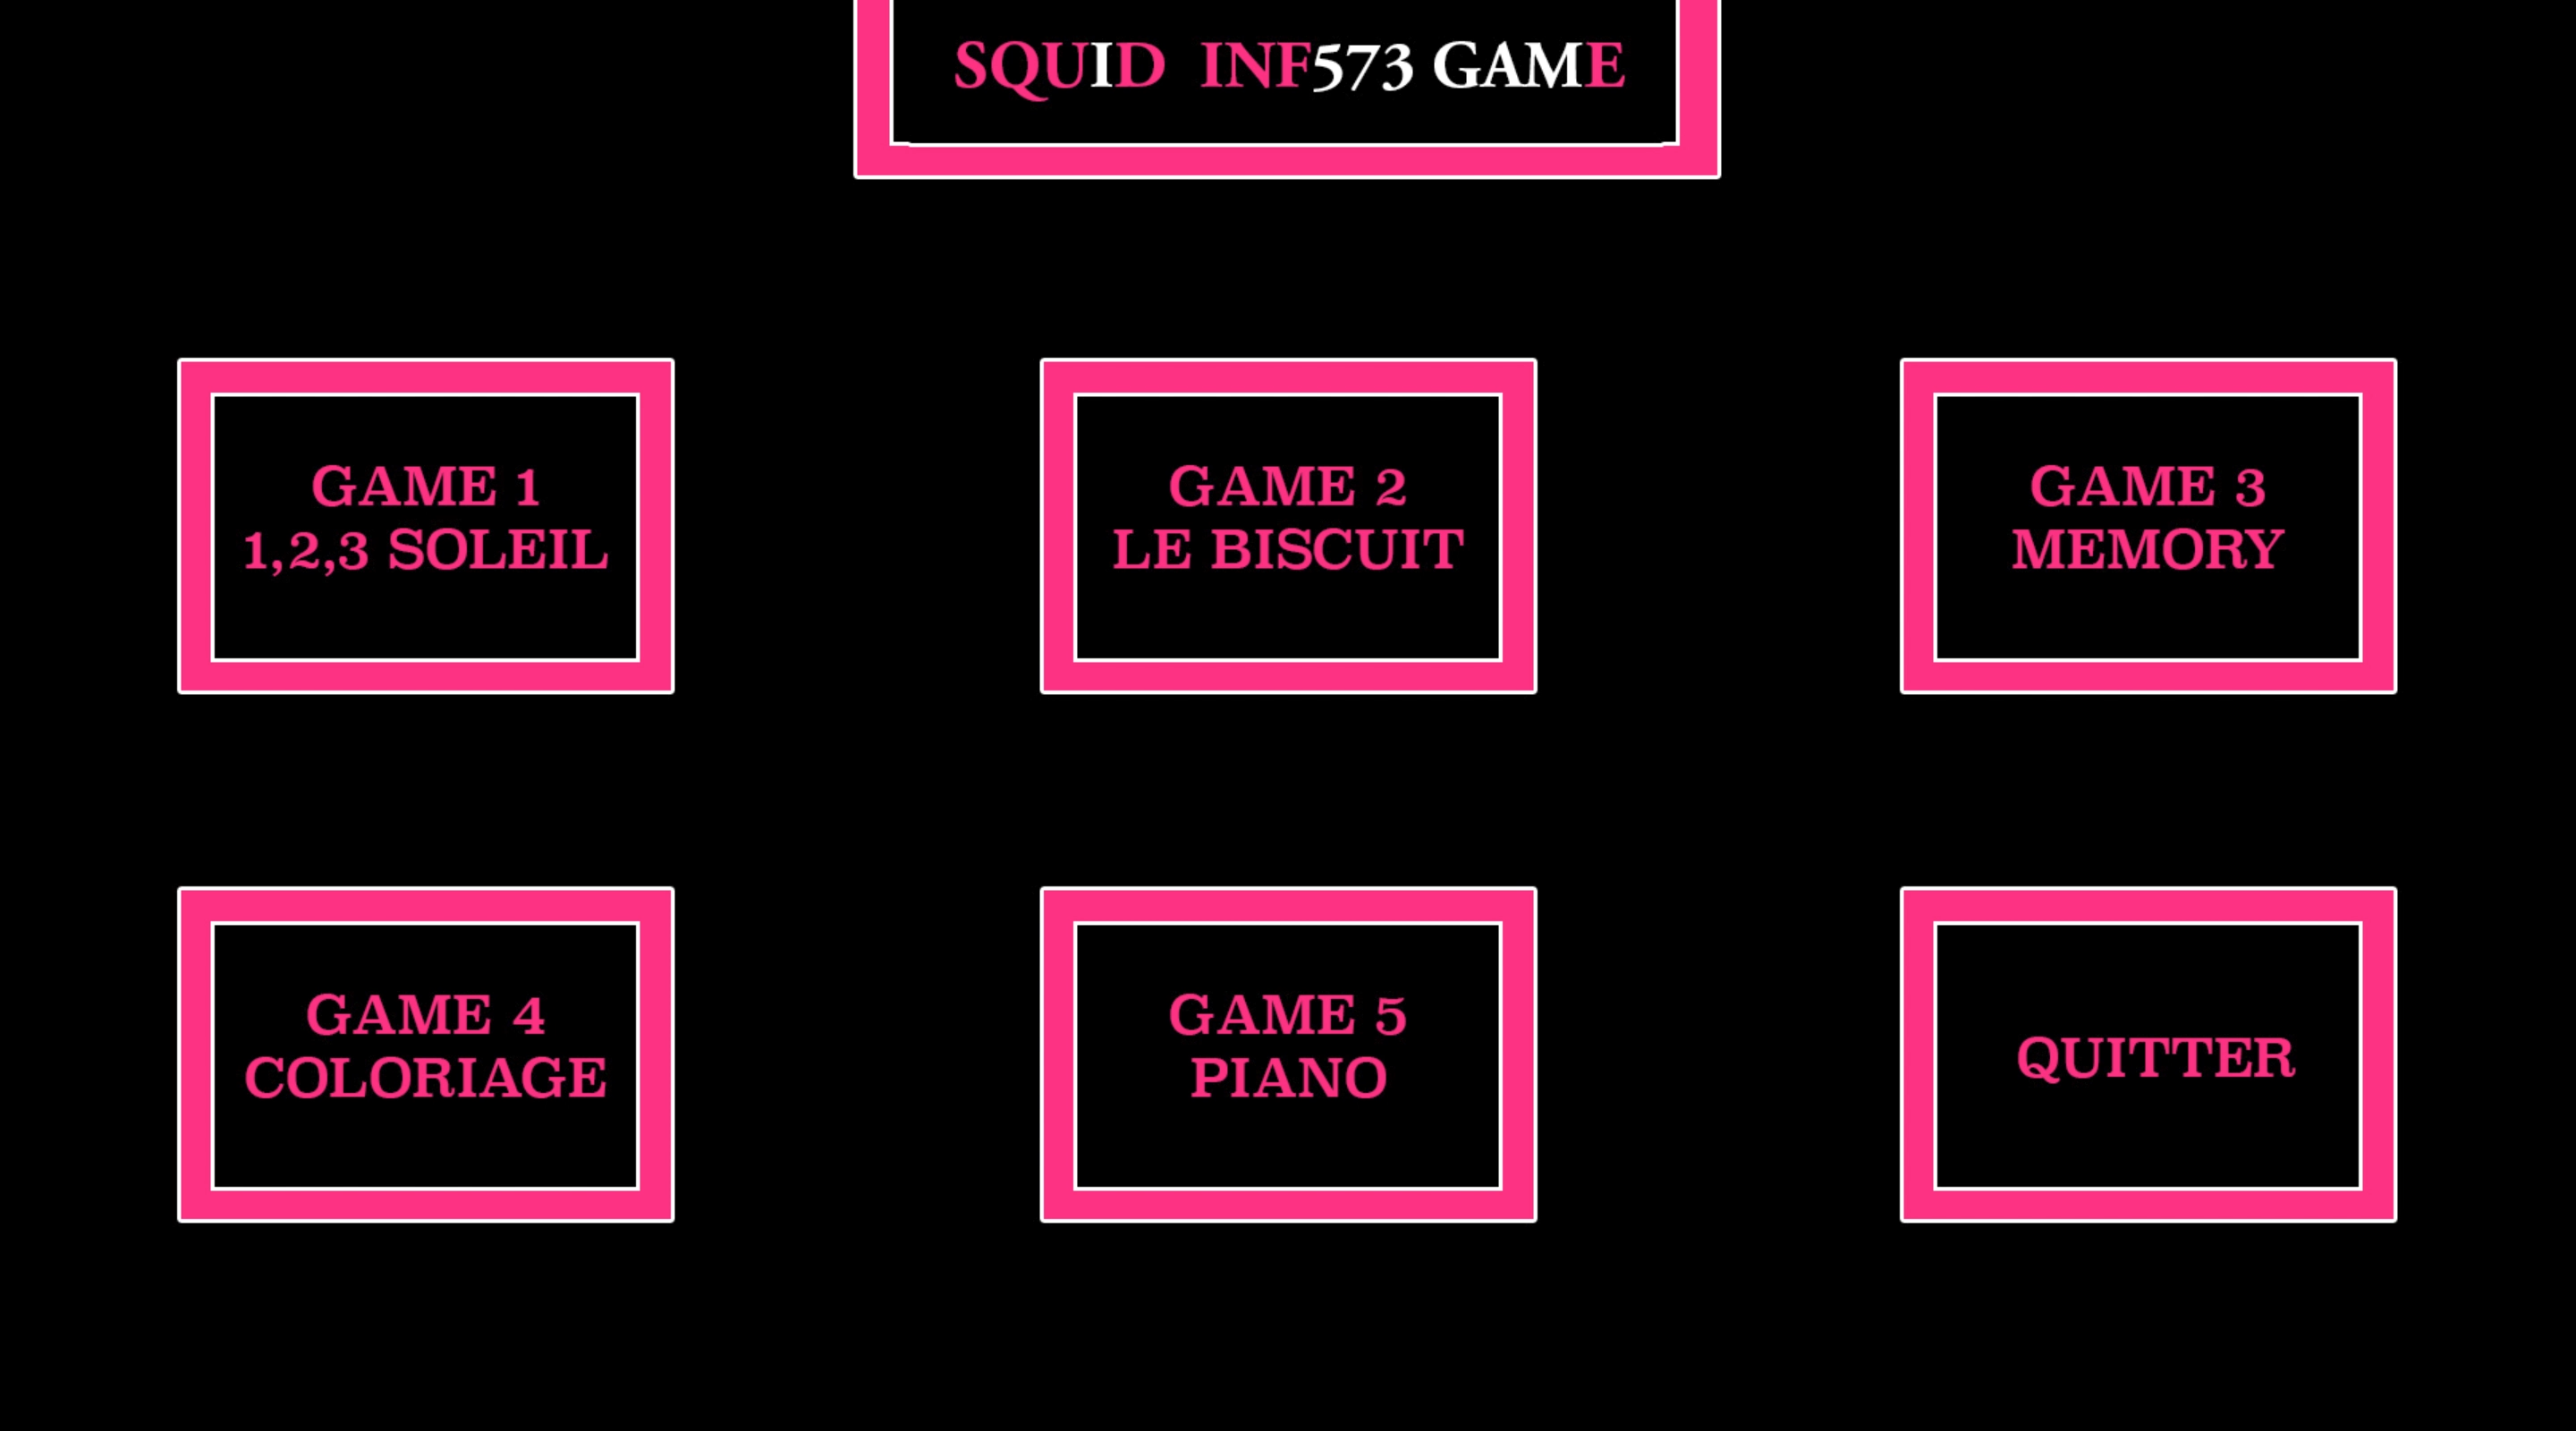 SQUID INF573 GAME
GAME 1
1,2,3 SOLEIL
GAME 2
LE BISCUIT
GAME 3
MEMORY
GAME 4
COLORIAGE
GAME 5
PIANO
QUITTER